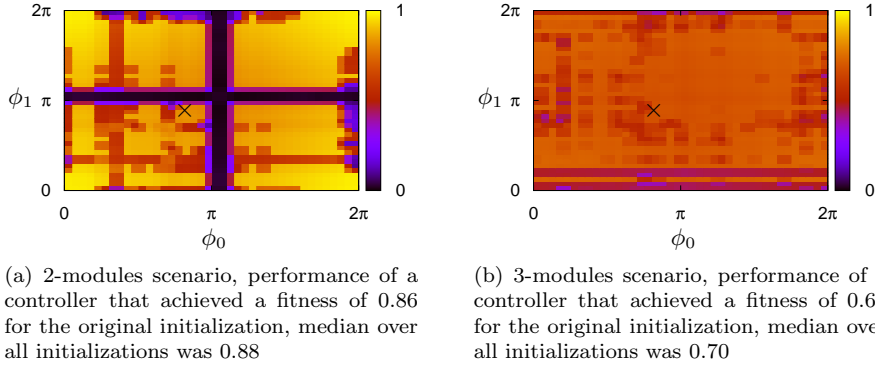 2π
1
2π
1
ϕ1 π
ϕ1 π
0
0
0
0
0
π
2π
0
π
2π
ϕ0
ϕ0
(a) 2-modules scenario, performance of a
controller that achieved a fitness of 0.86
for the original initialization, median over
all initializations was 0.88
(b) 3-modules scenario, performance of
controller that achieved a fitness of 0.6
for the original initialization, median ove
all initializations was 0.70